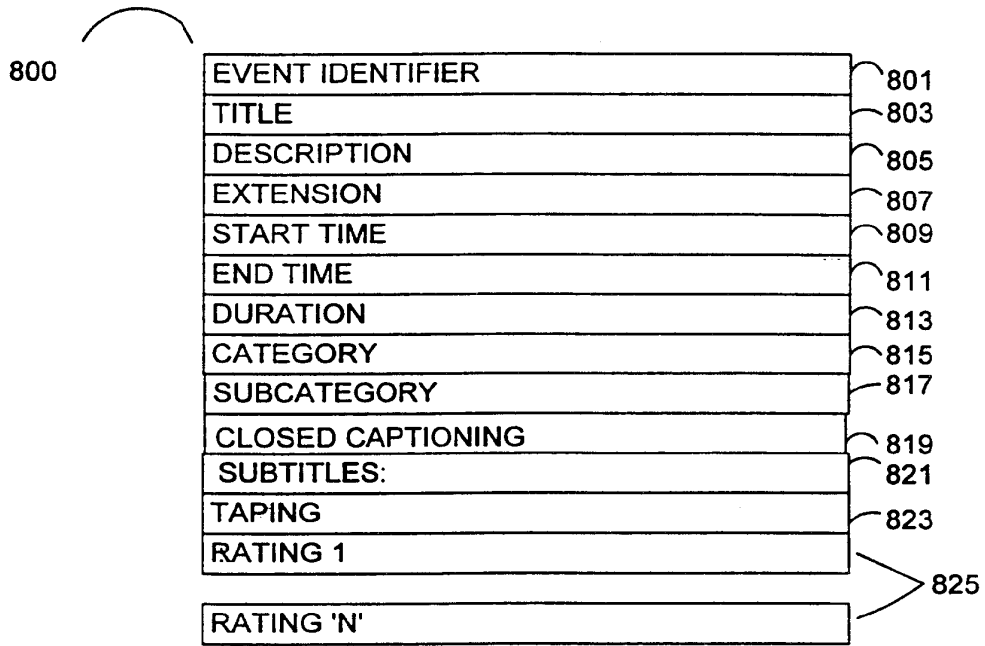 800
EVENT IDENTIFIER 801
TITLE 803
DESCRIPTION 805
EXTENSION 807
START TIME 809
END TIME 811
DURATION 813
CATEGORY 815
SUBCATEGORY 817
CLOSED CAPTIONING 819
SUBTITLES: 821
TAPING 823
RATING 1
825
RATING 'N'